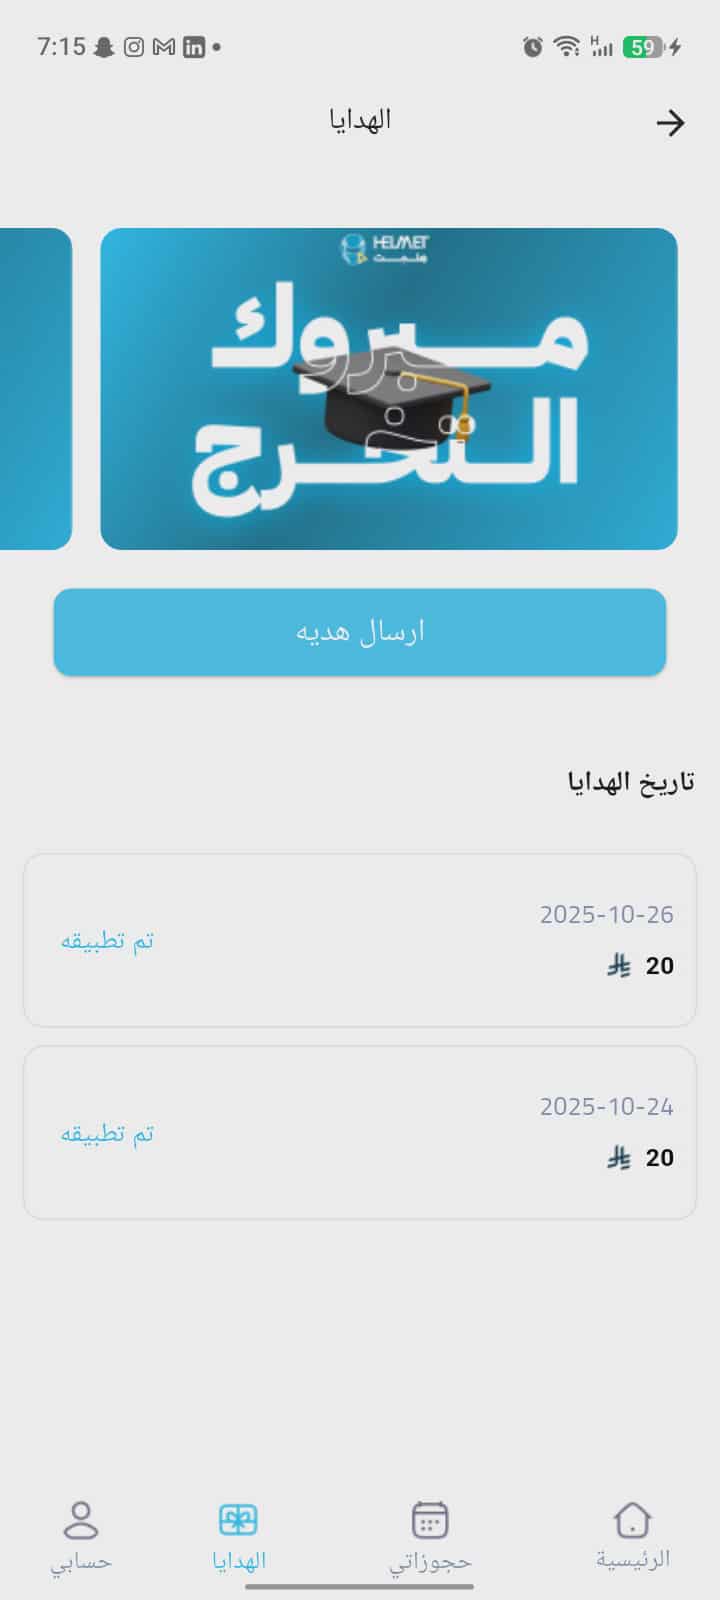 7:15
H
59
الهدايا
HELMET
هلمت
مبروك
التخرج
ارسال هديه
تاريخ الهدايا
2025-10-26
20
تم تطبيقه
2025-10-24
20
تم تطبيقه
الرئيسية
حجوزاتي
الهدايا
حسابي